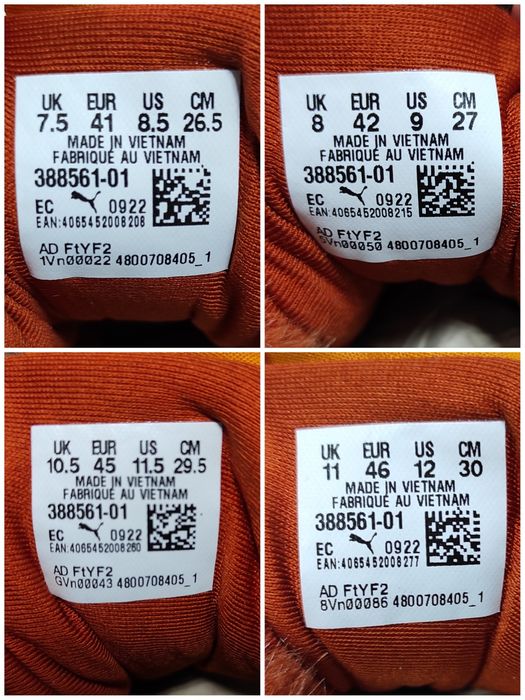 UK EUR US CM
7.5 41 8.5 26.5
MADE IN VIETNAM
FABRIQUÉ AU VIETNAM
388561-01
EC 0922
EAN:4065452008208
AD FtYF2
1Vn00022 4800708405_1
UK EUR US CM
8 42 9 27
MADE IN VIETNAM
FABRIQUÉ AU VIETNAM
388561-01
EC 0922
EAN:4065452008215
AD FtYF2
5Vn00050 4800708405_1
UK EUR US CM
10.5 45 11.5 29.5
MADE IN VIETNAM
FABRIQUÉ AU VIETNAM
388561-01
EC 0922
EAN:4065452008260
AD FtYF2
GVn00043 4800708405_1
UK EUR US CM
11 46 12 30
MADE IN VIETNAM
FABRIQUÉ AU VIETNAM
388561-01
EC 0922
EAN:4065452008277
AD FtYF2
8Vn00086 4800708405_1